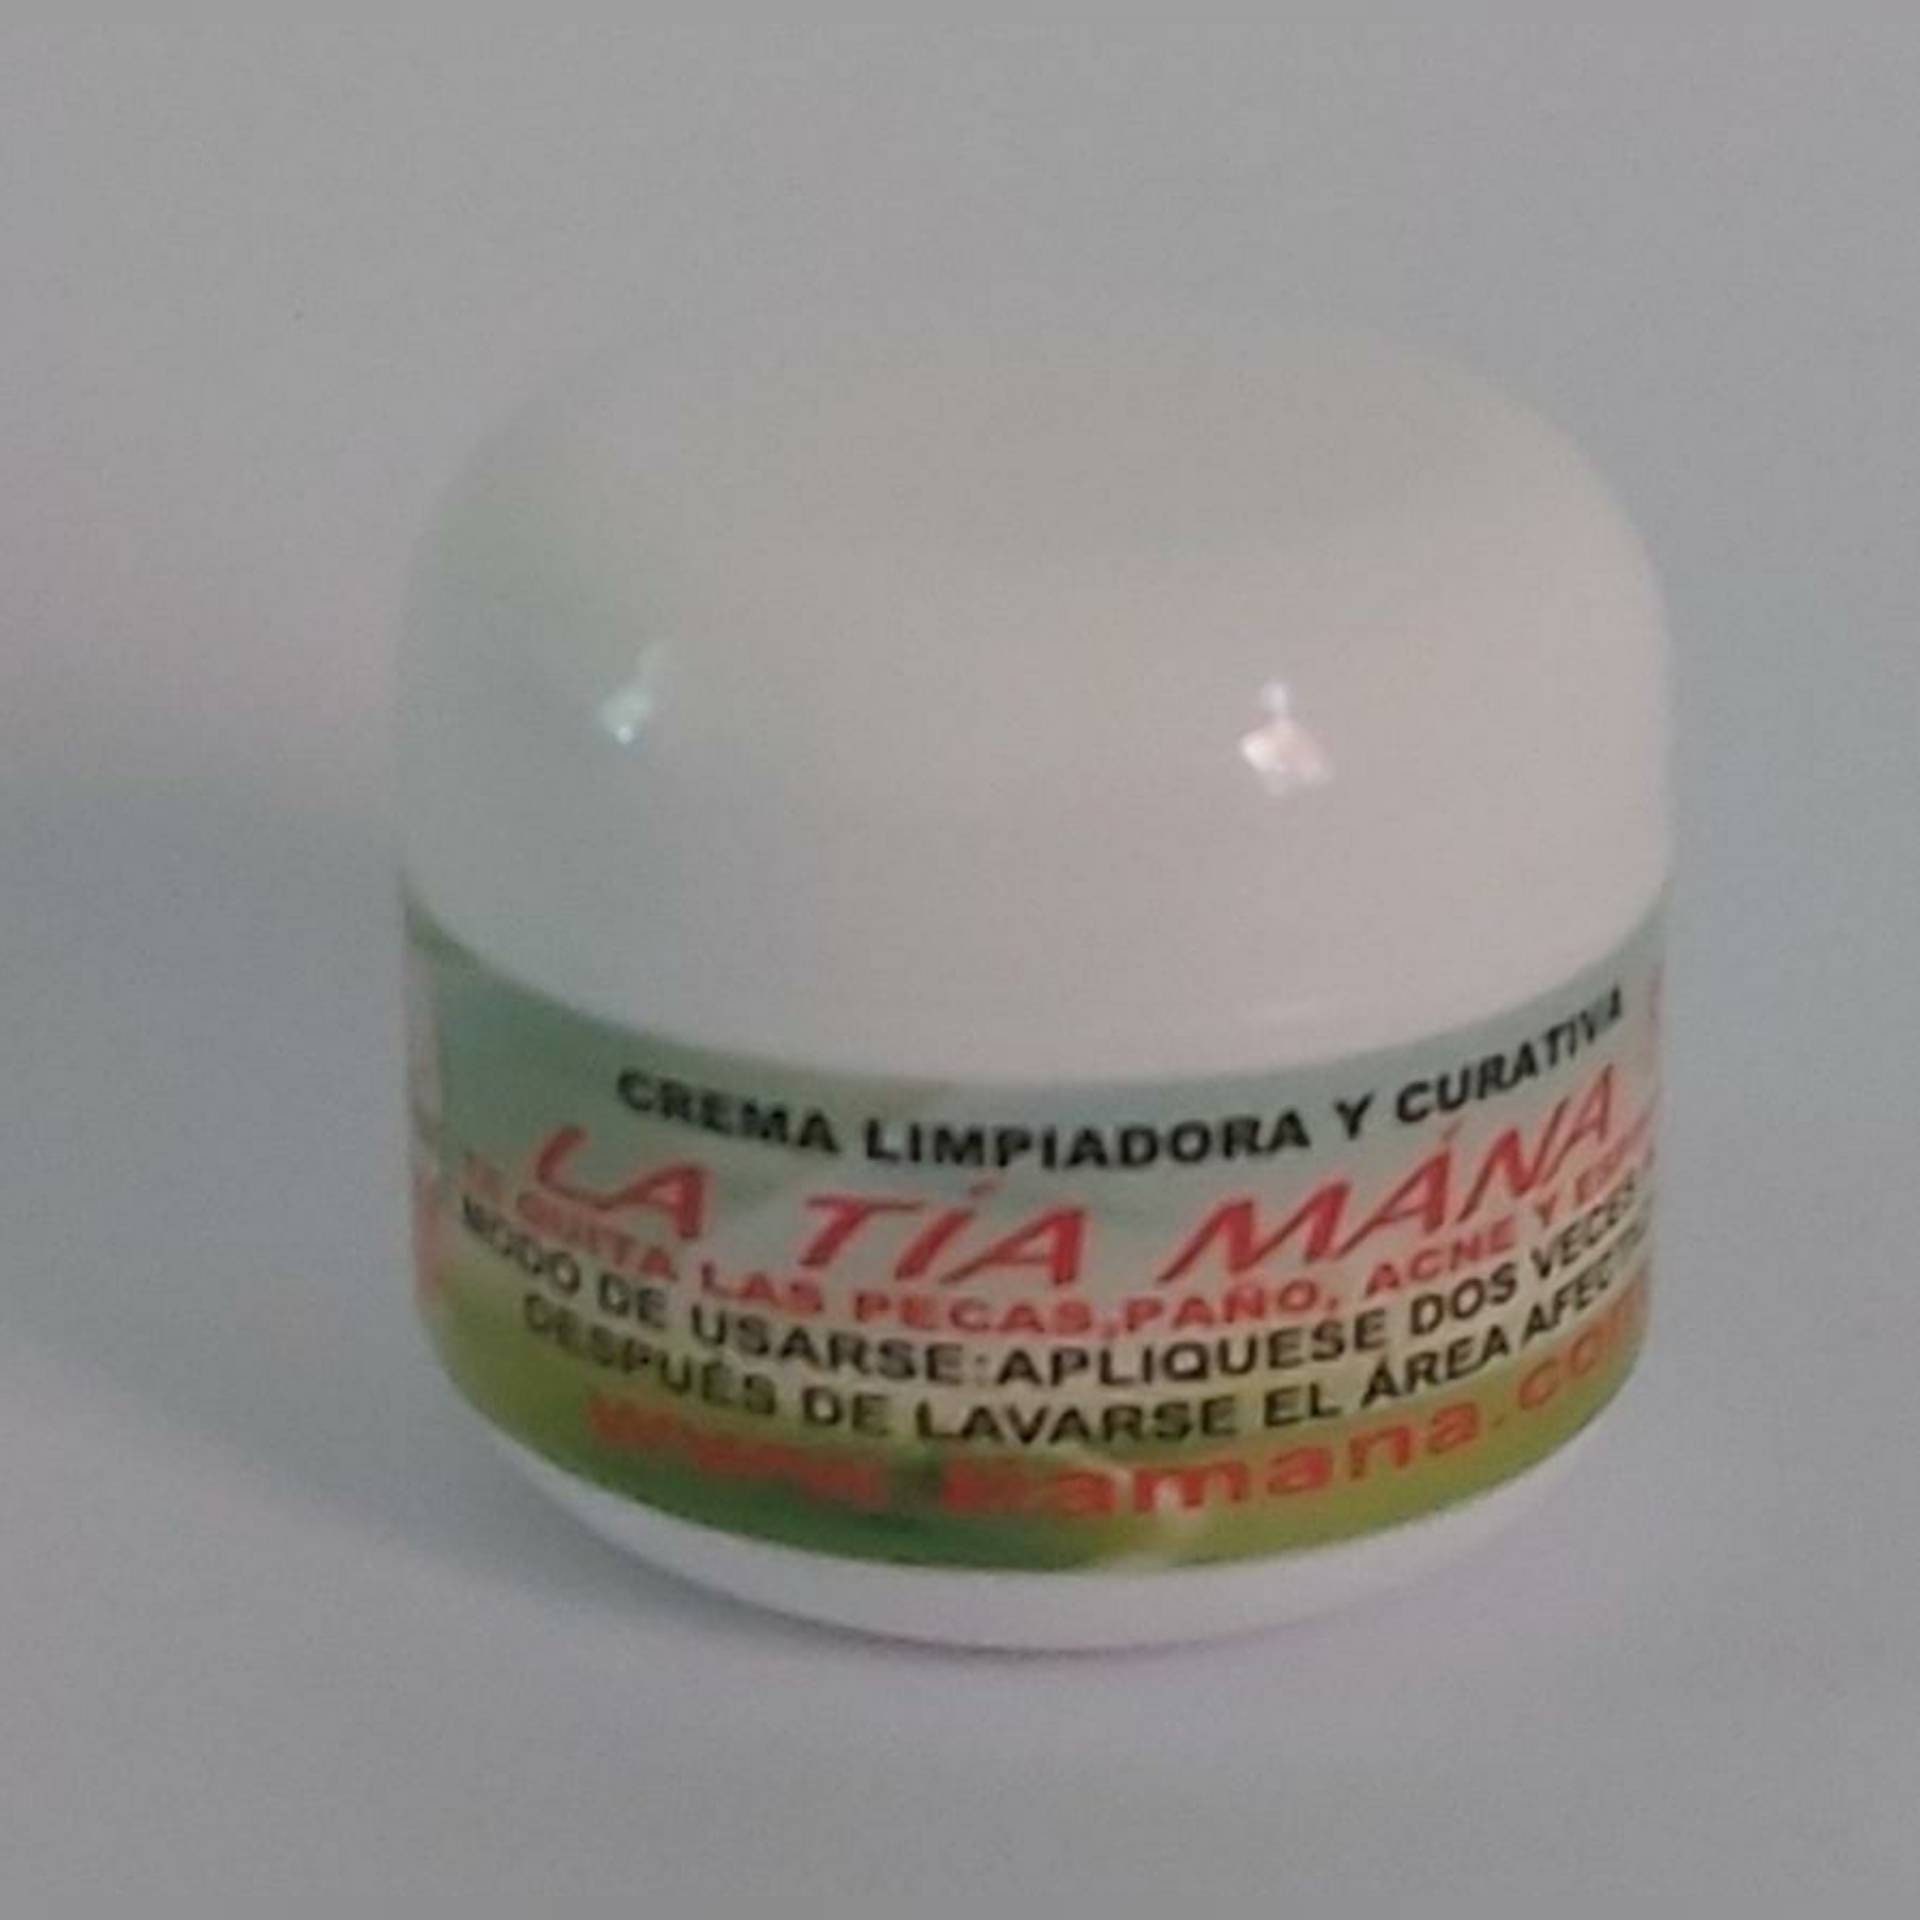 CREMA LIMPIADORA Y CURATIVA
LA TÍA MÁNA
TE QUITA LAS PECAS,PAÑO, ACNE Y
MODO DE USARSE:APLIQUESE DOS VECES
DESPUÉS DE LAVARSE EL ÁREA